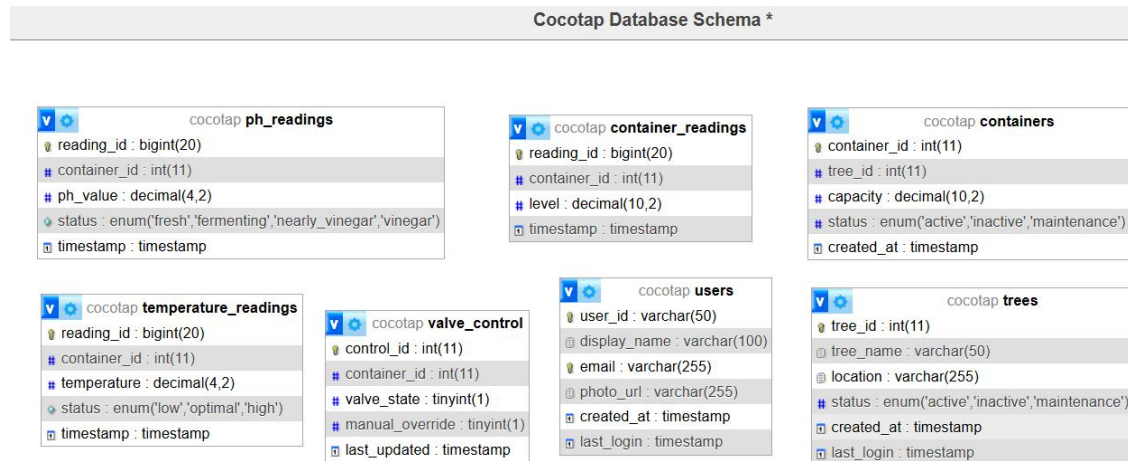 Cocotap Database Schema *
v cocotap ph_readings
reading_id : bigint(20)
# container_id : int(11)
# ph_value : decimal(4,2)
status : enum('fresh','fermenting','nearly_vinegar','vinegar')
timestamp : timestamp
v cocotap container_readings
reading_id : bigint(20)
# container_id : int(11)
# level : decimal(10,2)
timestamp : timestamp
v cocotap containers
container_id : int(11)
# tree_id : int(11)
# capacity : decimal(10,2)
# status : enum('active','inactive','maintenance')
created_at : timestamp
v cocotap temperature_readings
reading_id : bigint(20)
# container_id : int(11)
# temperature : decimal(4,2)
status : enum('low','optimal','high')
timestamp : timestamp
v cocotap valve_control
control_id : int(11)
# container_id : int(11)
# valve_state : tinyint(1)
# manual_override : tinyint(1)
last_updated : timestamp
v cocotap users
user_id : varchar(50)
display_name : varchar(100)
email : varchar(255)
photo_url : varchar(255)
created_at : timestamp
last_login : timestamp
v cocotap trees
tree_id : int(11)
tree_name : varchar(50)
location : varchar(255)
# status : enum('active','inactive','maintenance')
created_at : timestamp
last_login : timestamp